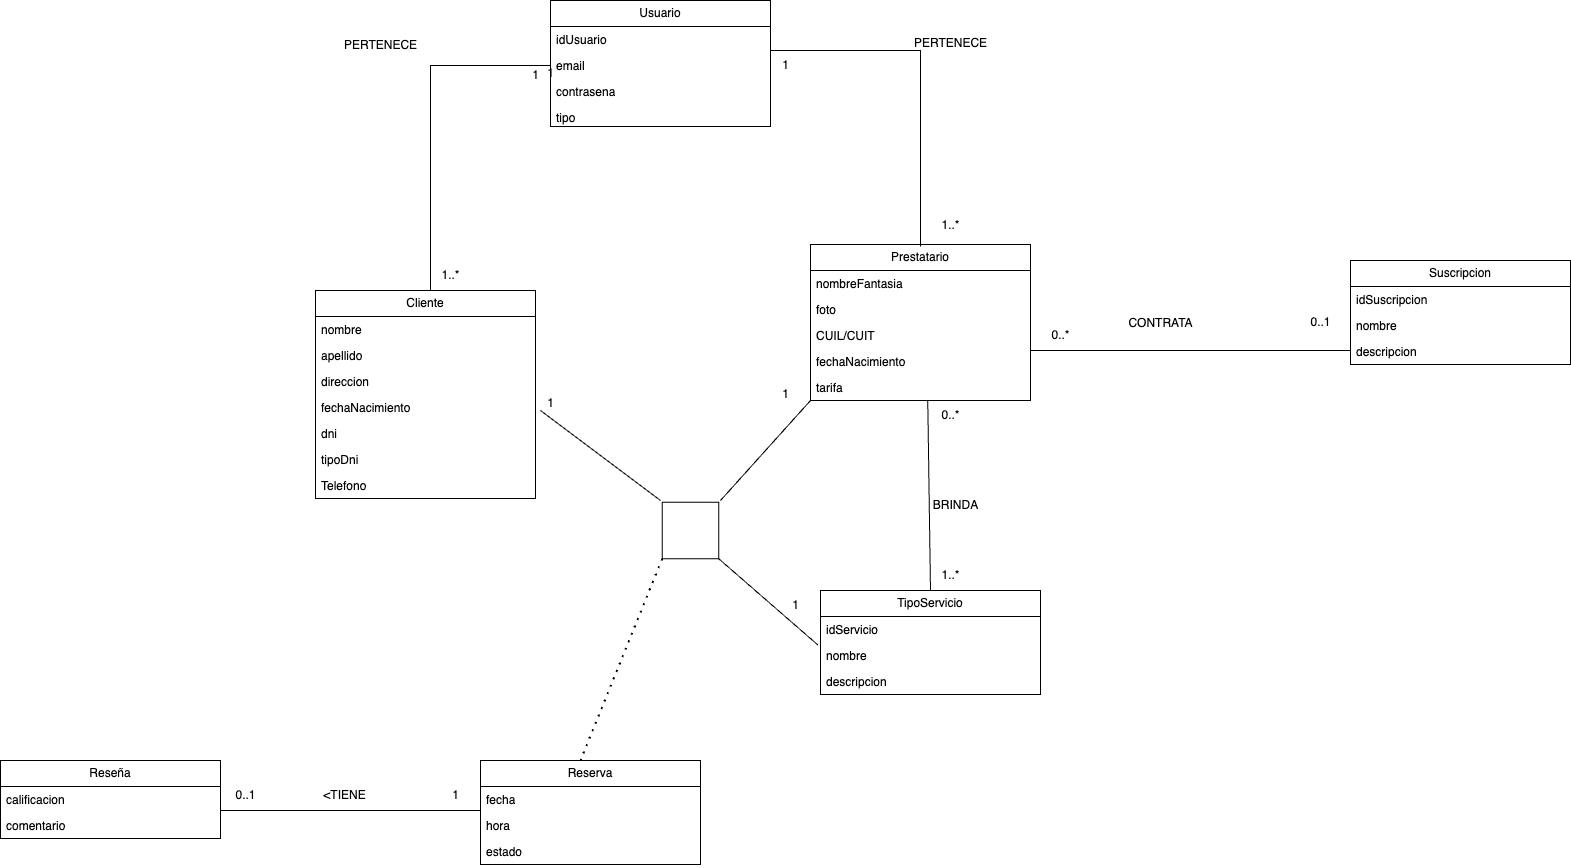 Usuario
idUsuario
email
contrasena
tipo
PERTENECE
1
1
PERTENECE
1
1..*
1..*
Cliente
nombre
apellido
direccion
fechaNacimiento
dni
tipoDni
Telefono
1
Prestatario
nombreFantasia
foto
CUIL/CUIT
fechaNacimiento
tarifa
1
0..*
CONTRATA
0..1
Suscripcion
idSuscripcion
nombre
descripcion
0..*
BRINDA
1..*
1
TipoServicio
idServicio
nombre
descripcion
Reseña
calificacion
comentario
0..1
<TIENE
1
Reserva
fecha
hora
estado